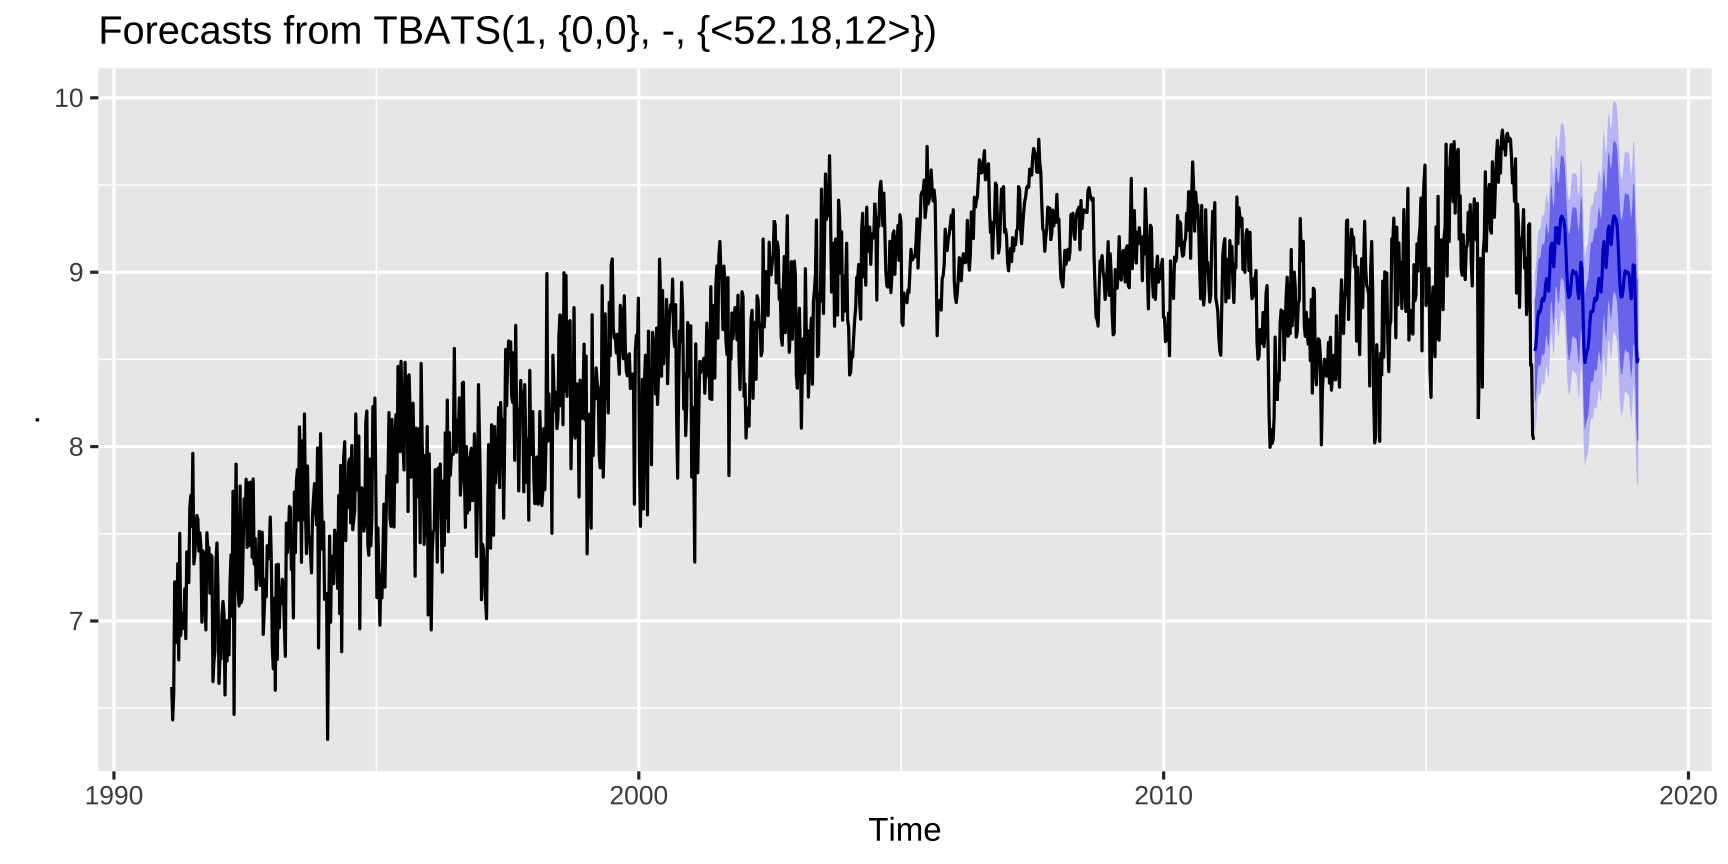 Forecasts from TBATS(1, {0,0}, -, {<52.18,12>})
10
9
8
7
.
1990 2000 2010 2020
Time